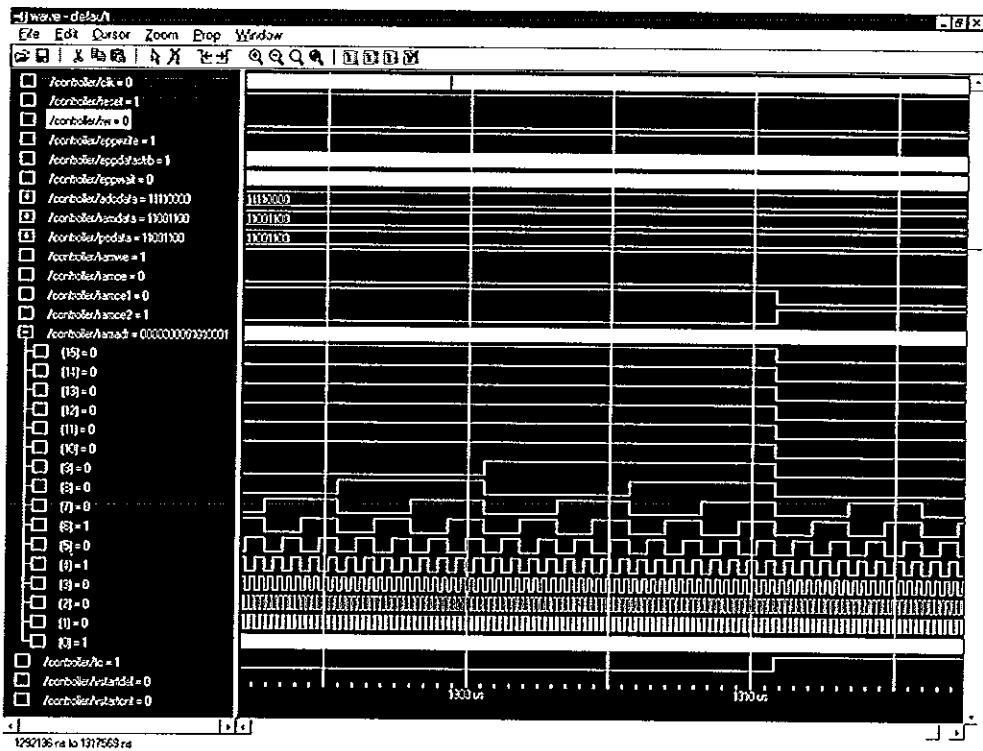 wave - default
File Edit Cursor Zoom Prop Window
/controller/clk = 0
/controller/reset = 1
/controller/rw = 0
/controller/eppwrite = 1
/controller/eppdatastb = 1
/controller/eppwait = 0
/controller/adcdata = 11110000
11110000
/controller/ramdata = 11001100
11001100
/controller/pcdata = 11001100
11001100
/controller/ramwe = 1
/controller/ramoe = 0
/controller/ramce1 = 0
/controller/ramce2 = 1
/controller/ramadr = 0000000001010001
(15) = 0
(14) = 0
(13) = 0
(12) = 0
(11) = 0
(10) = 0
(9) = 0
(8) = 0
(7) = 0
(6) = 1
(5) = 0
(4) = 1
(3) = 0
(2) = 0
(1) = 0
(0) = 1
/controller/tc = 1
/controller/vstartdet = 0
/controller/vstartcnt = 0
1300 us
1310 us
1292136 ns to 1317569 ns